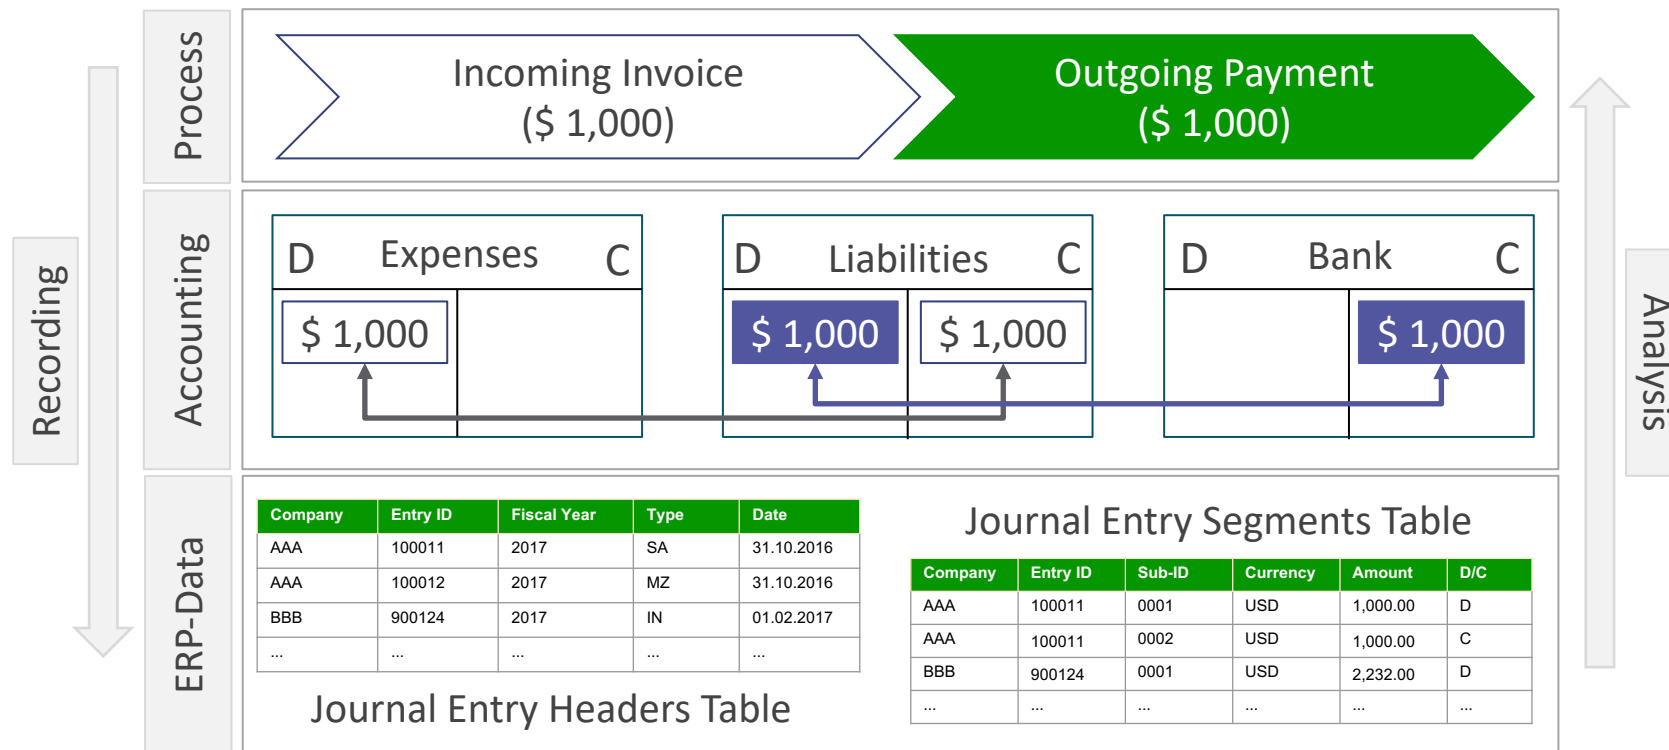 Recording
Process
Incoming Invoice
($ 1,000)
Outgoing Payment
($ 1,000)
Accounting
D Expenses C
$ 1,000
D Liabilities C
$ 1,000 $ 1,000
D Bank C
$ 1,000
ERP-Data
Company Entry ID Fiscal Year Type Date
AAA 100011 2017 SA 31.10.2016
AAA 100012 2017 MZ 31.10.2016
BBB 900124 2017 IN 01.02.2017
... ... ... ... ...
Journal Entry Headers Table
Journal Entry Segments Table
Company Entry ID Sub-ID Currency Amount D/C
AAA 100011 0001 USD 1,000.00 D
AAA 100011 0002 USD 1,000.00 C
BBB 900124 0001 USD 2,232.00 D
... ... ... ... ... ...
Analysis